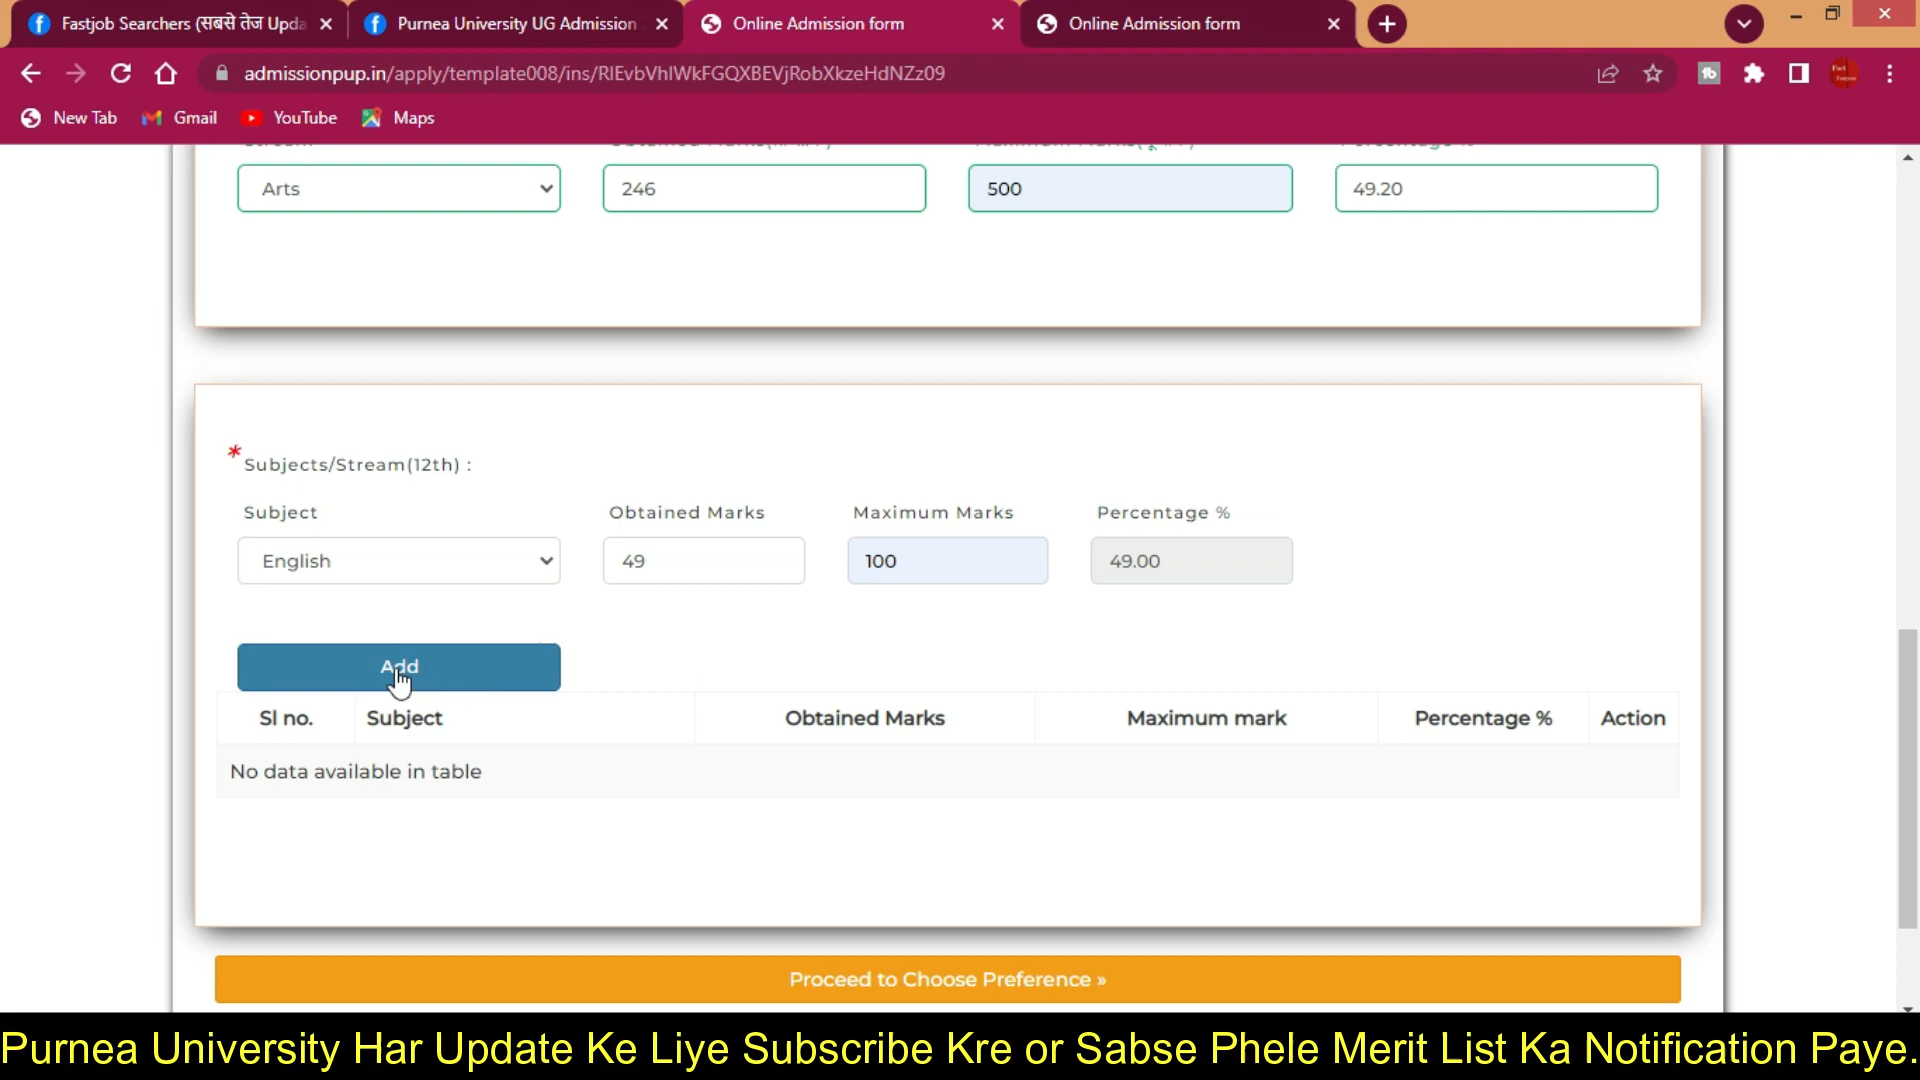 Fastjob Searchers (सबसे तेज Upda
Purnea University UG Admission
Online Admission form
Online Admission form
admissionpup.in/apply/template008/ins/RlEvbVhIWkFGQXBEVjRobXkzeHdNZz09
New Tab
Gmail
YouTube
Maps
Arts
246
500
49.20
* Subjects/Stream(12th) :
Subject
Obtained Marks
Maximum Marks
Percentage %
English
49
100
49.00
Add
Sl no.
Subject
Obtained Marks
Maximum mark
Percentage %
Action
No data available in table
Proceed to Choose Preference »
Purnea University Har Update Ke Liye Subscribe Kre or Sabse Phele Merit List Ka Notification Paye.